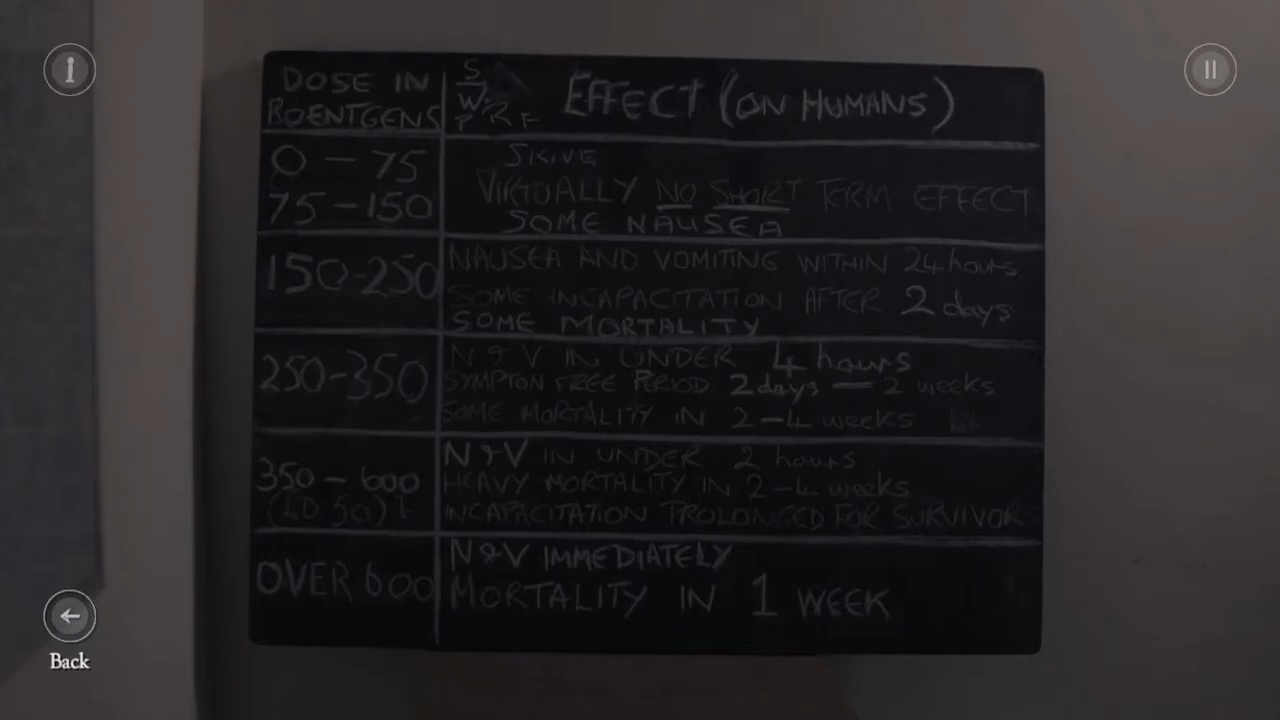 DOSE IN
ROENTGENS
EFFECT (ON HUMANS)
0 - 75
SKIVE
VIRTUALLY NO SHORT TERM EFFECT
75 - 150
SOME NAUSEA
150-250
NAUSEA AND VOMITING WITHIN 24 hours
SOME INCAPACITATION AFTER 2 days
SOME MORTALITY
250-350
N & V IN UNDER 4 hours
SYMPTON FREE PERIOD 2 days — 2 weeks
SOME MORTALITY IN 2-4 weeks
350 - 600
N & V IN UNDER 2 hours
HEAVY MORTALITY IN 2-4 weeks
INCAPACITATION PROLONGED FOR SURVIVOR
OVER 600
N & V IMMEDIATELY
MORTALITY IN 1 WEEK
Back